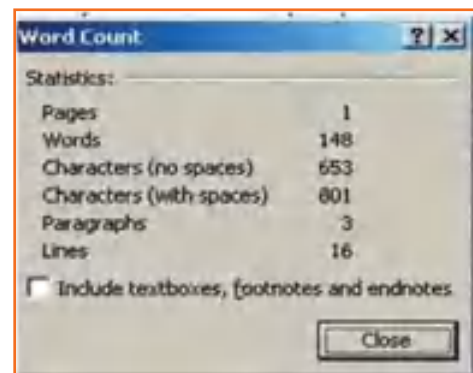 Word Count
Statistics:
Pages 1
Words 148
Characters (no spaces) 653
Characters (with spaces) 801
Paragraphs 3
Lines 16
Include textboxes, footnotes and endnotes
Close